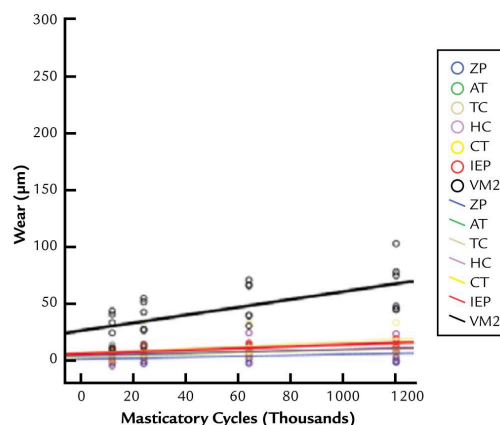 300
250
200
150
100
50
0
Wear (µm)
0 20 40 60 80 1000 1200
Masticatory Cycles (Thousands)
ZP
AT
TC
HC
CT
IEP
VM2
ZP
AT
TC
HC
CT
IEP
VM2